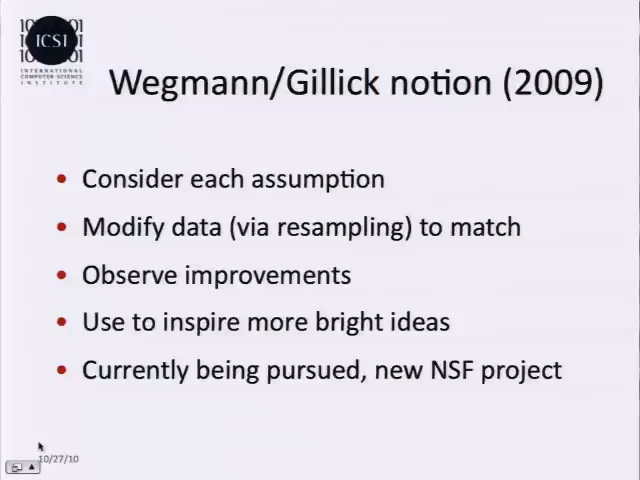 ICSI
INTERNATIONAL
COMPUTER SCIENCE
INSTITUTE
Wegmann/Gillick notion (2009)
• Consider each assumption
• Modify data (via resampling) to match
• Observe improvements
• Use to inspire more bright ideas
• Currently being pursued, new NSF project
10/27/10